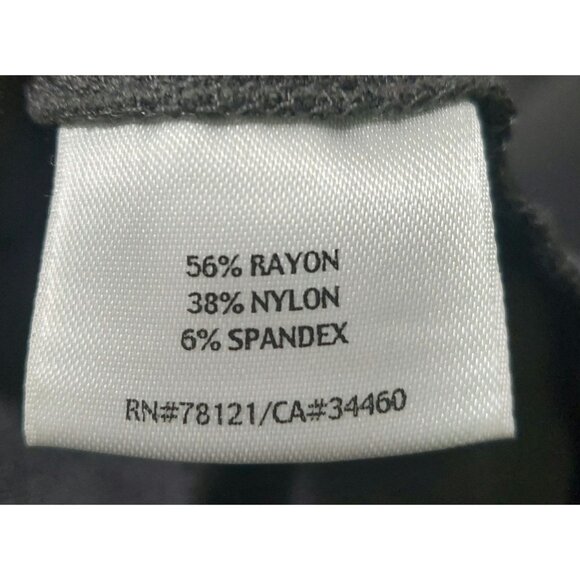 56% RAYON
38% NYLON
6% SPANDEX
RN#78121/CA#34460